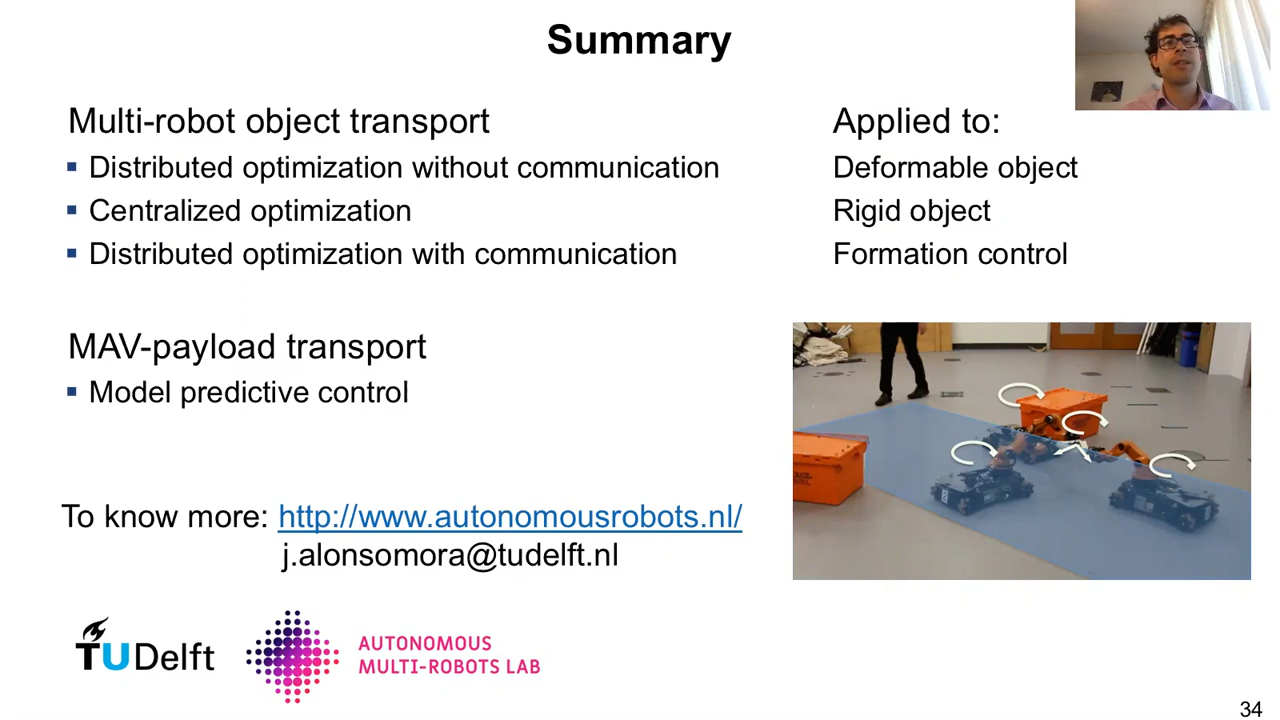 Summary
Multi-robot object transport
▪ Distributed optimization without communication
▪ Centralized optimization
▪ Distributed optimization with communication
Applied to:
Deformable object
Rigid object
Formation control
MAV-payload transport
▪ Model predictive control
To know more: http://www.autonomousrobots.nl/
j.alonsomora@tudelft.nl
TUDelft
AUTONOMOUS
MULTI-ROBOTS LAB
34